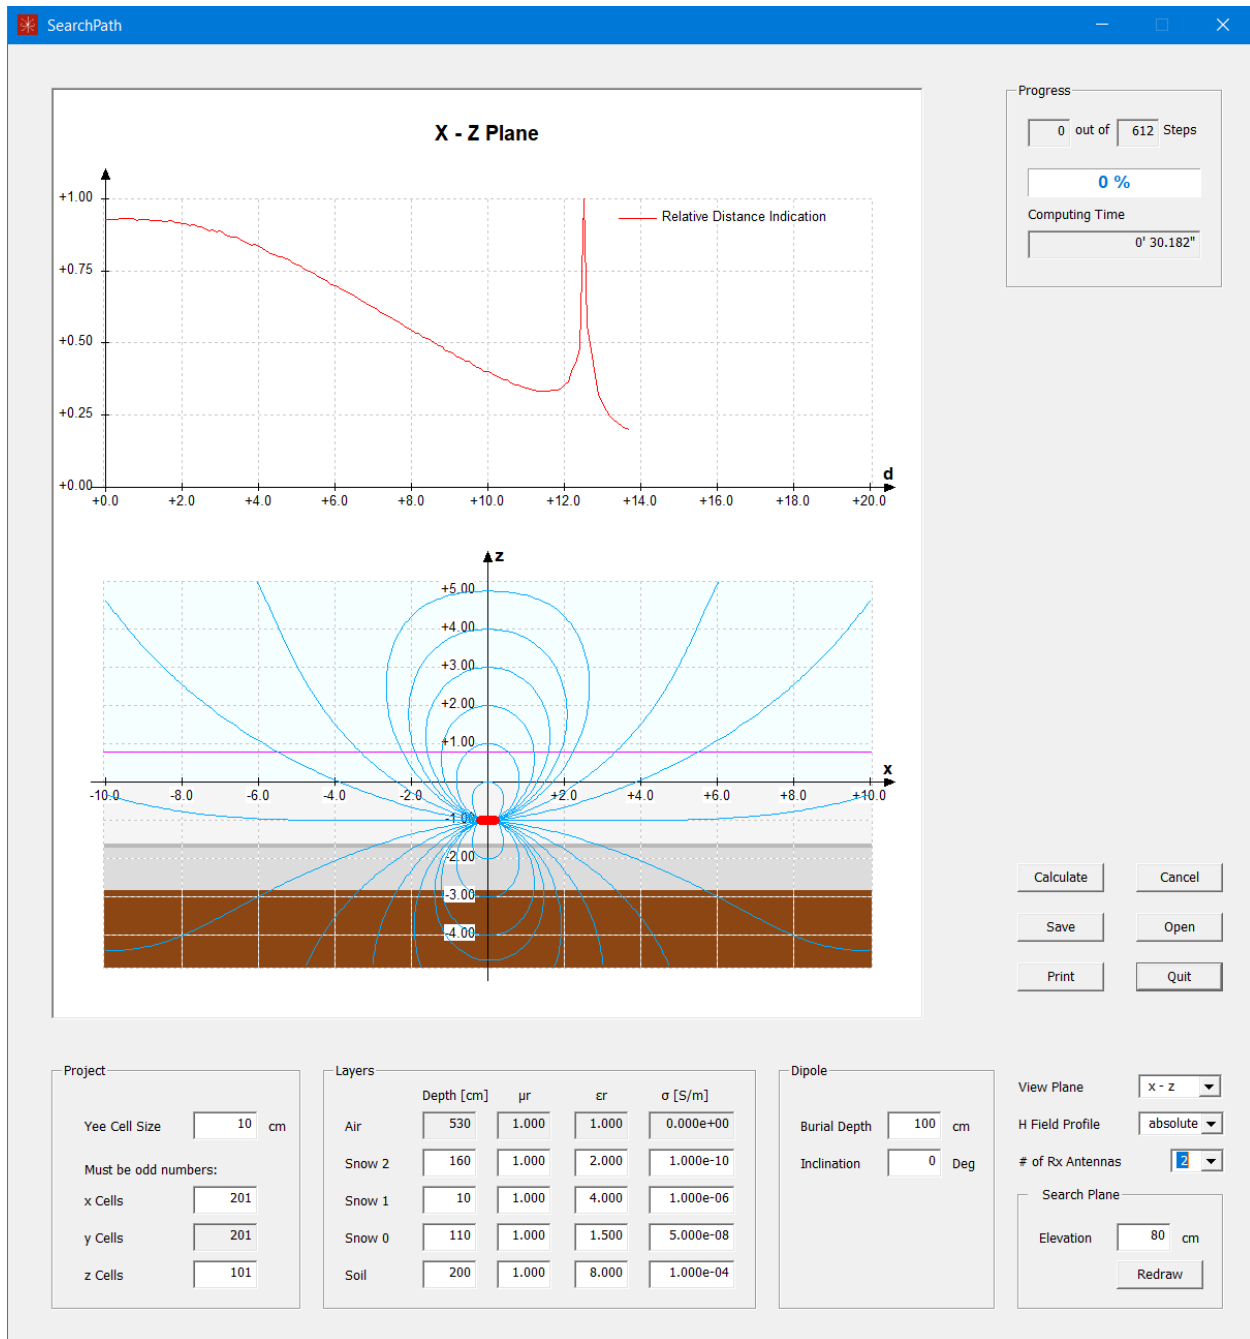 SearchPath
X - Z Plane
+1.00
Relative Distance Indication
+0.75
+0.50
+0.25
+0.00
d
+0.0 +2.0 +4.0 +6.0 +8.0 +10.0 +12.0 +14.0 +16.0 +18.0 +20.0
z
+5.00
+4.00
+3.00
+2.00
+1.00
x
-10.0 -8.0 -6.0 -4.0 -2.0 +2.0 +4.0 +6.0 +8.0 +10.0
-1.00
-2.00
-3.00
-4.00
Progress
0 out of 612 Steps
0 %
Computing Time
0' 30.182"
Calculate Cancel
Save Open
Print Quit
Project
Yee Cell Size 10 cm
Must be odd numbers:
x Cells 201
y Cells 201
z Cells 101
Layers
Depth [cm] μr εr σ [S/m]
Air 530 1.000 1.000 0.000e+00
Snow 2 160 1.000 2.000 1.000e-10
Snow 1 10 1.000 4.000 1.000e-06
Snow 0 110 1.000 1.500 5.000e-08
Soil 200 1.000 8.000 1.000e-04
Dipole
Burial Depth 100 cm
Inclination 0 Deg
View Plane x - z
H Field Profile absolute
# of Rx Antennas 2
Search Plane
Elevation 80 cm
Redraw